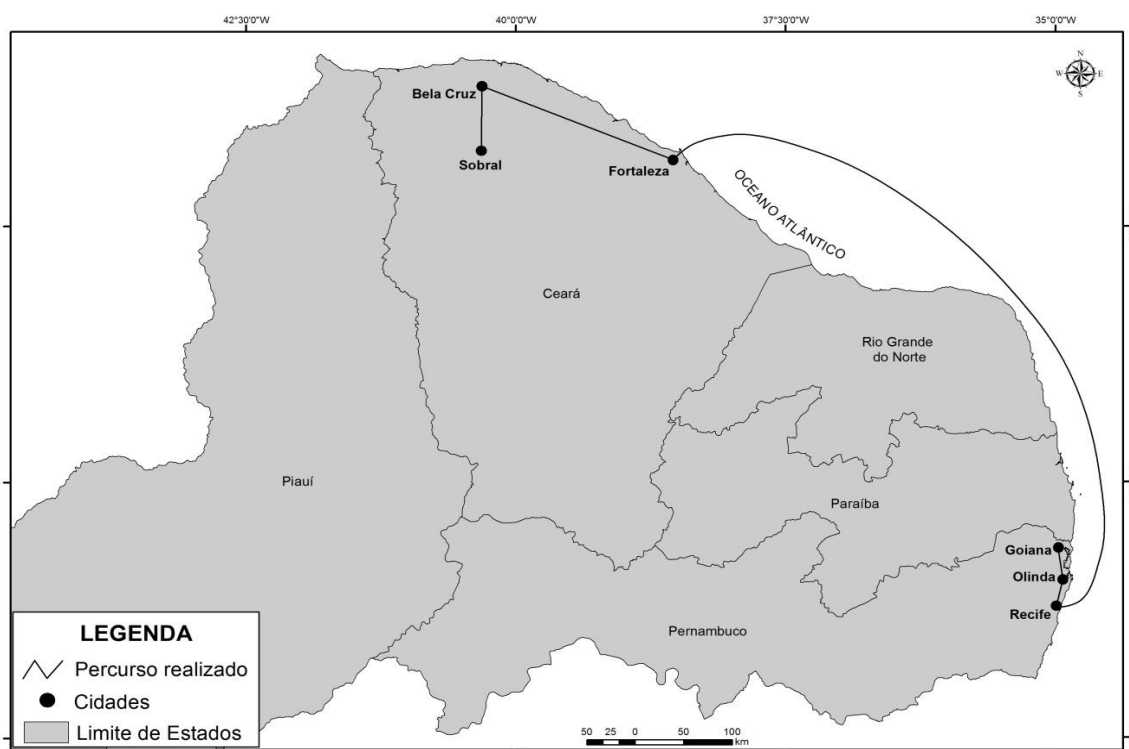 42°30'0"W 40°0'0"W 37°30'0"W 35°0'0"W
N
W E
S
Bela Cruz
Sobral
Fortaleza
OCEANO ATLÂNTICO
Ceará
Rio Grande
do Norte
Piauí
Paraíba
Goiana
Olinda
Recife
Pernambuco
LEGENDA
Percurso realizado
Cidades
Limite de Estados
50 25 0 50 100
km